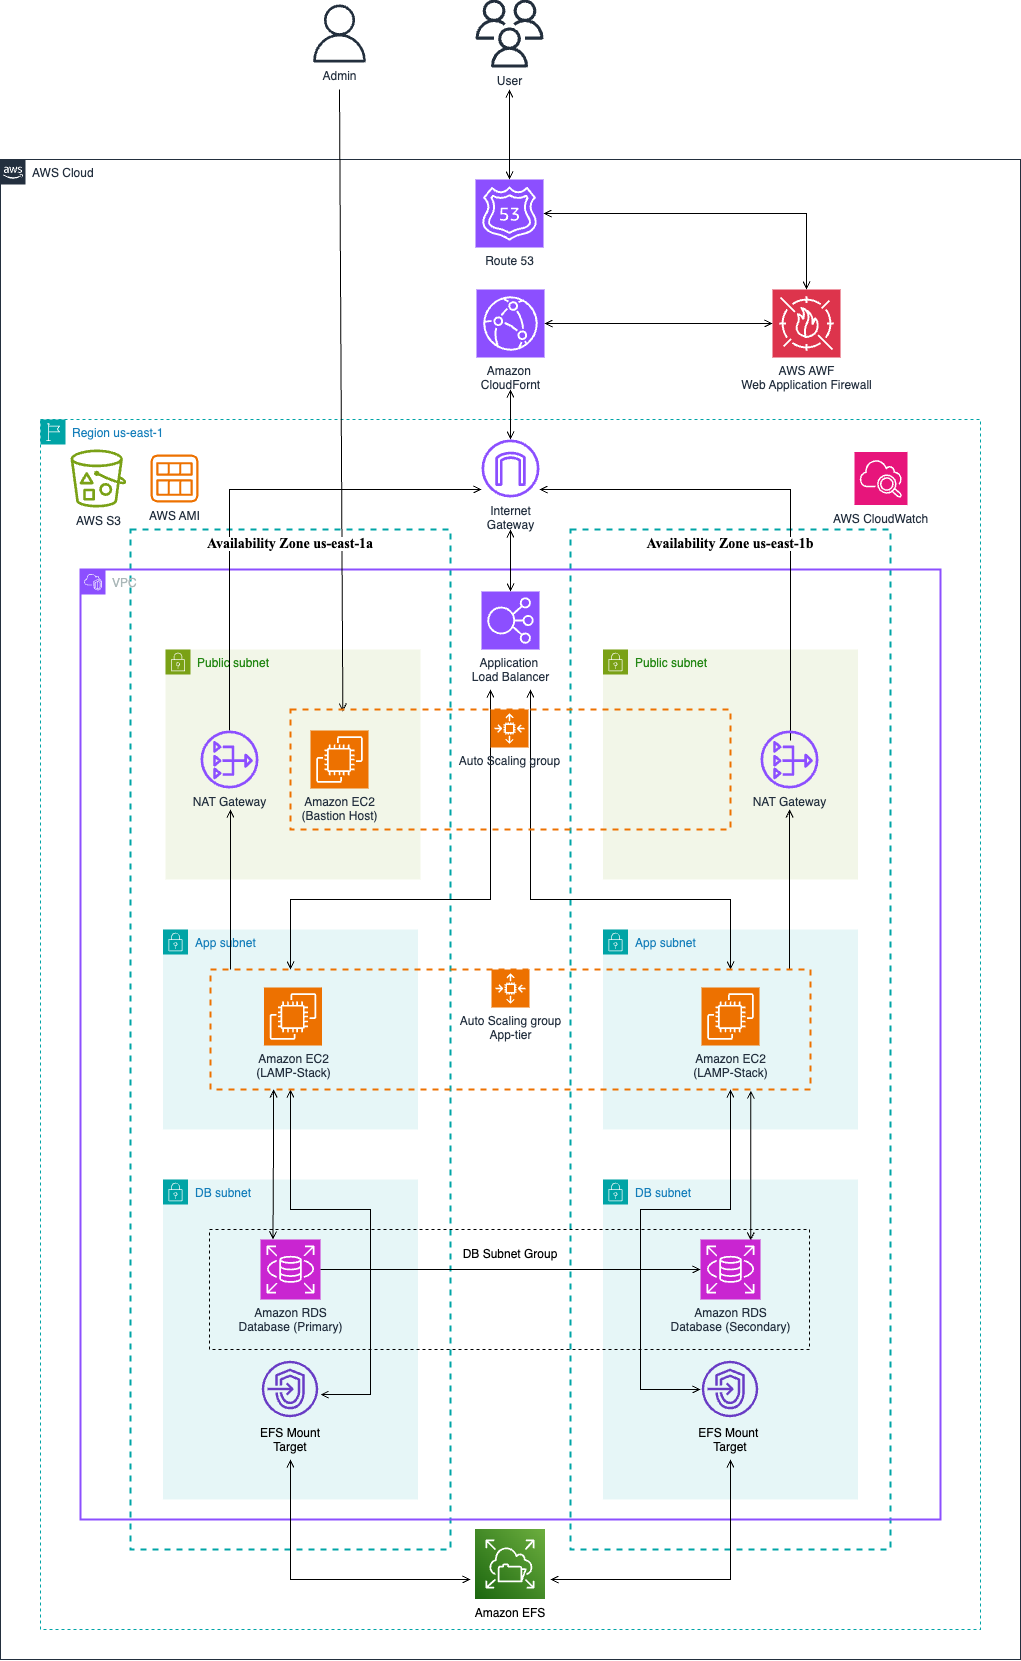 Admin
User
aws
AWS Cloud
53
Route 53
Amazon
CloudFornt
AWS AWF
Web Application Firewall
Region us-east-1
AWS S3
AWS AMI
Internet
Gateway
AWS CloudWatch
Availability Zone us-east-1a
Availability Zone us-east-1b
VPC
Application
Load Balancer
Public subnet
Public subnet
Auto Scaling group
NAT Gateway
Amazon EC2
(Bastion Host)
NAT Gateway
App subnet
App subnet
Auto Scaling group
App-tier
Amazon EC2
(LAMP-Stack)
Amazon EC2
(LAMP-Stack)
DB subnet
DB subnet
DB Subnet Group
Amazon RDS
Database (Primary)
Amazon RDS
Database (Secondary)
EFS Mount
Target
EFS Mount
Target
Amazon EFS